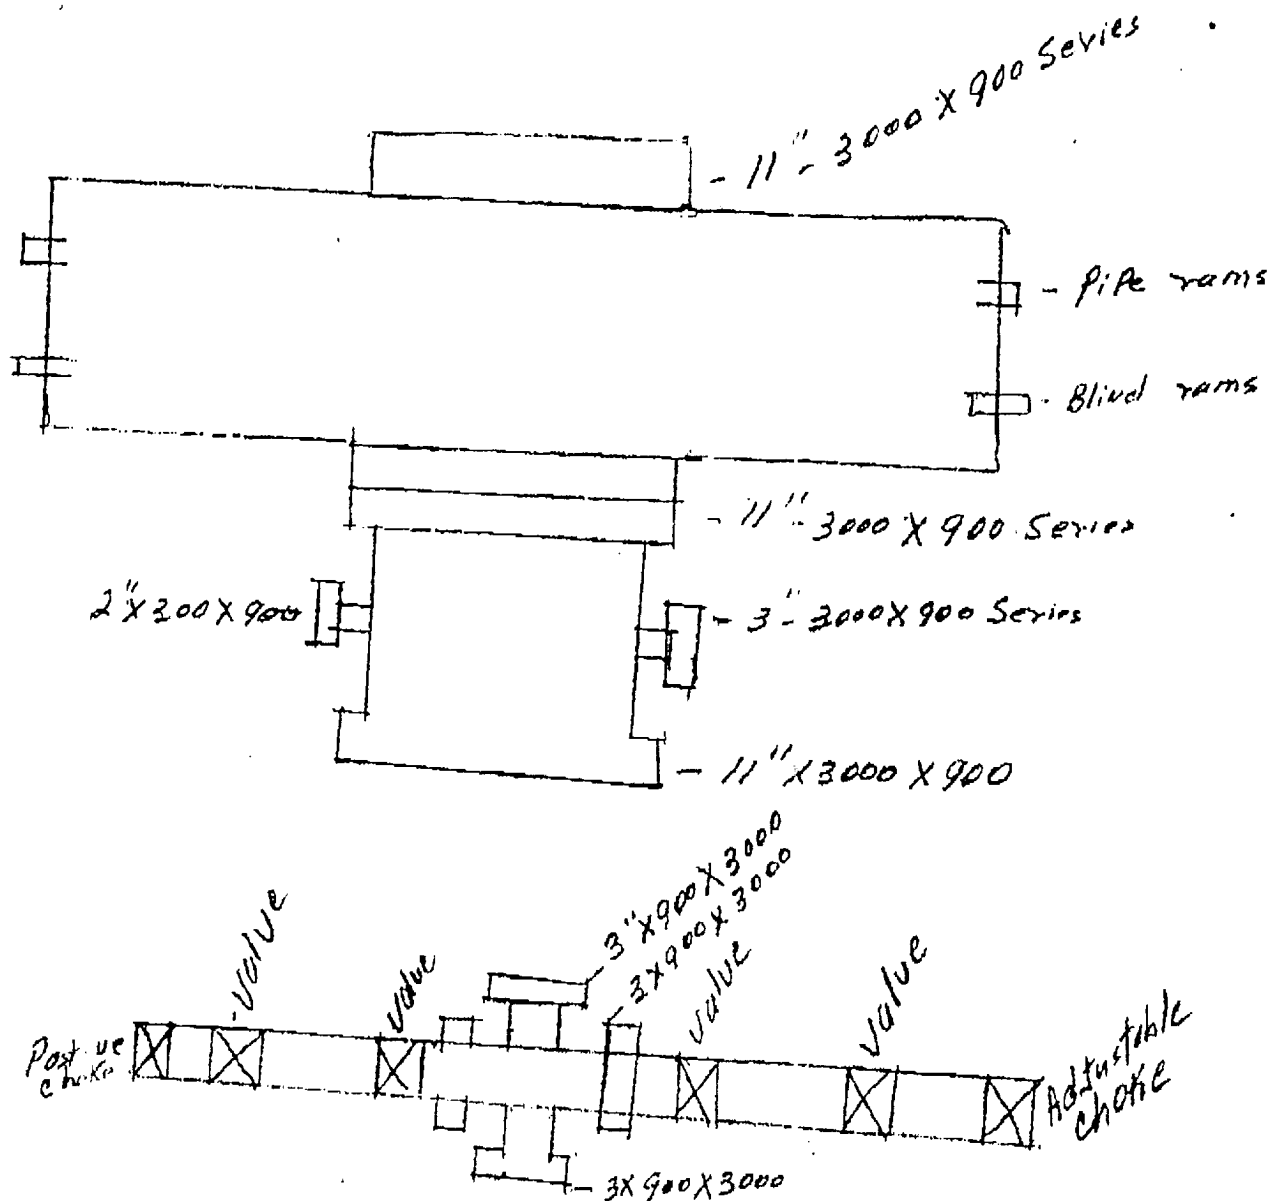 - 11" - 3000 X 900 Series
- Pipe rams
- Blind rams
- 11" - 3000 X 900 Series
2" X 300 X 900
- 3" - 3000 X 900 Series
- 11" X 3000 X 900
- 3" X 900 X 3000
- 3 X 900 X 3000
- Valve
Valve
Valve
Valve
choke
Adjustable
choke
- 3X 900 X 3000